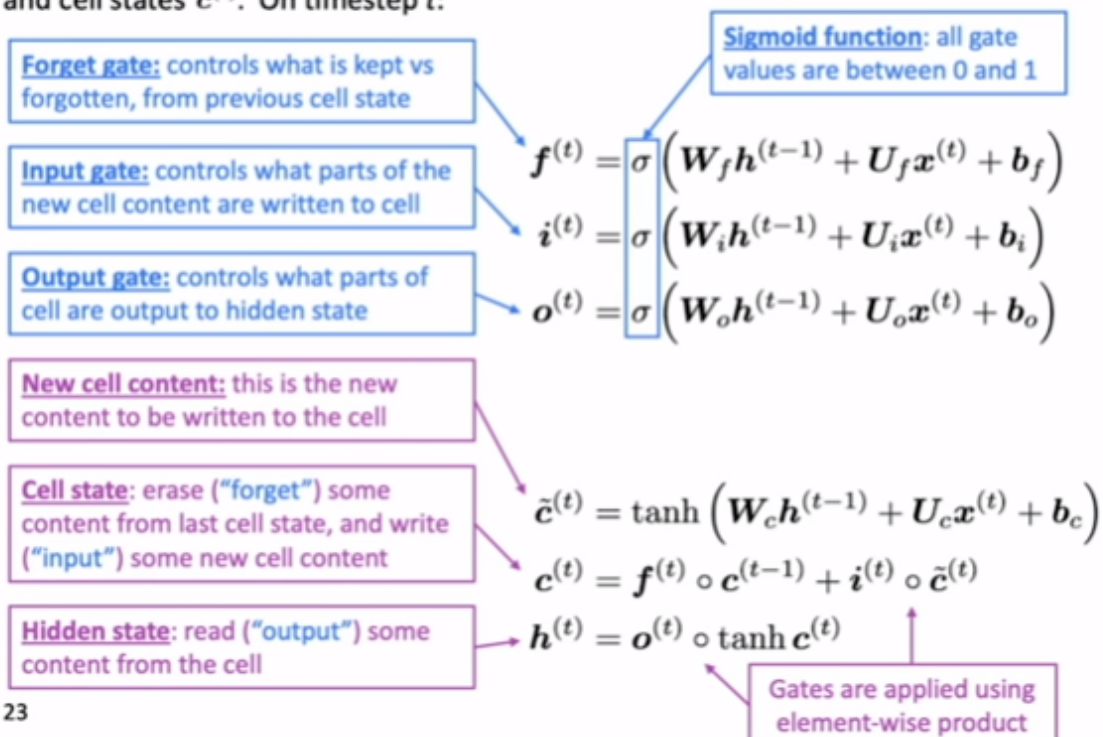 and cell states c On timestep t:
Forget gate: controls what is kept vs
forgotten, from previous cell state
Sigmoid function: all gate
values are between 0 and 1
Input gate: controls what parts of the
new cell content are written to cell
Output gate: controls what parts of
cell are output to hidden state
f^(t) = σ(W_f h^(t−1) + U_f x^(t) + b_f)
i^(t) = σ(W_i h^(t−1) + U_i x^(t) + b_i)
o^(t) = σ(W_o h^(t−1) + U_o x^(t) + b_o)
New cell content: this is the new
content to be written to the cell
Cell state: erase (“forget”) some
content from last cell state, and write
(“input”) some new cell content
Hidden state: read (“output”) some
content from the cell
c̃^(t) = tanh(W_c h^(t−1) + U_c x^(t) + b_c)
c^(t) = f^(t) ∘ c^(t−1) + i^(t) ∘ c̃^(t)
h^(t) = o^(t) ∘ tanh c^(t)
Gates are applied using
element-wise product
23